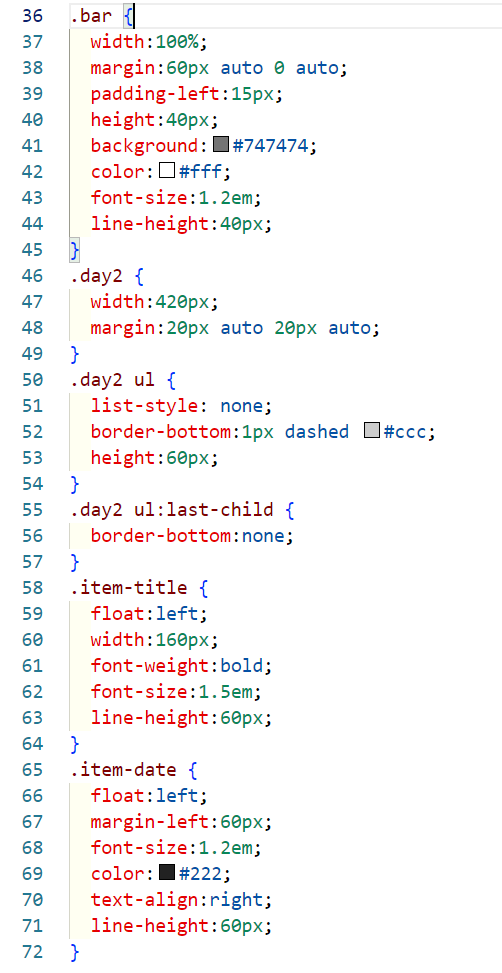 36 .bar {
37 width:100%;
38 margin:60px auto 0 auto;
39 padding-left:15px;
40 height:40px;
41 background:#747474;
42 color:#fff;
43 font-size:1.2em;
44 line-height:40px;
45 }
46 .day2 {
47 width:420px;
48 margin:20px auto 20px auto;
49 }
50 .day2 ul {
51 list-style: none;
52 border-bottom:1px dashed #ccc;
53 height:60px;
54 }
55 .day2 ul:last-child {
56 border-bottom:none;
57 }
58 .item-title {
59 float:left;
60 width:160px;
61 font-weight:bold;
62 font-size:1.5em;
63 line-height:60px;
64 }
65 .item-date {
66 float:left;
67 margin-left:60px;
68 font-size:1.2em;
69 color:#222;
70 text-align:right;
71 line-height:60px;
72 }